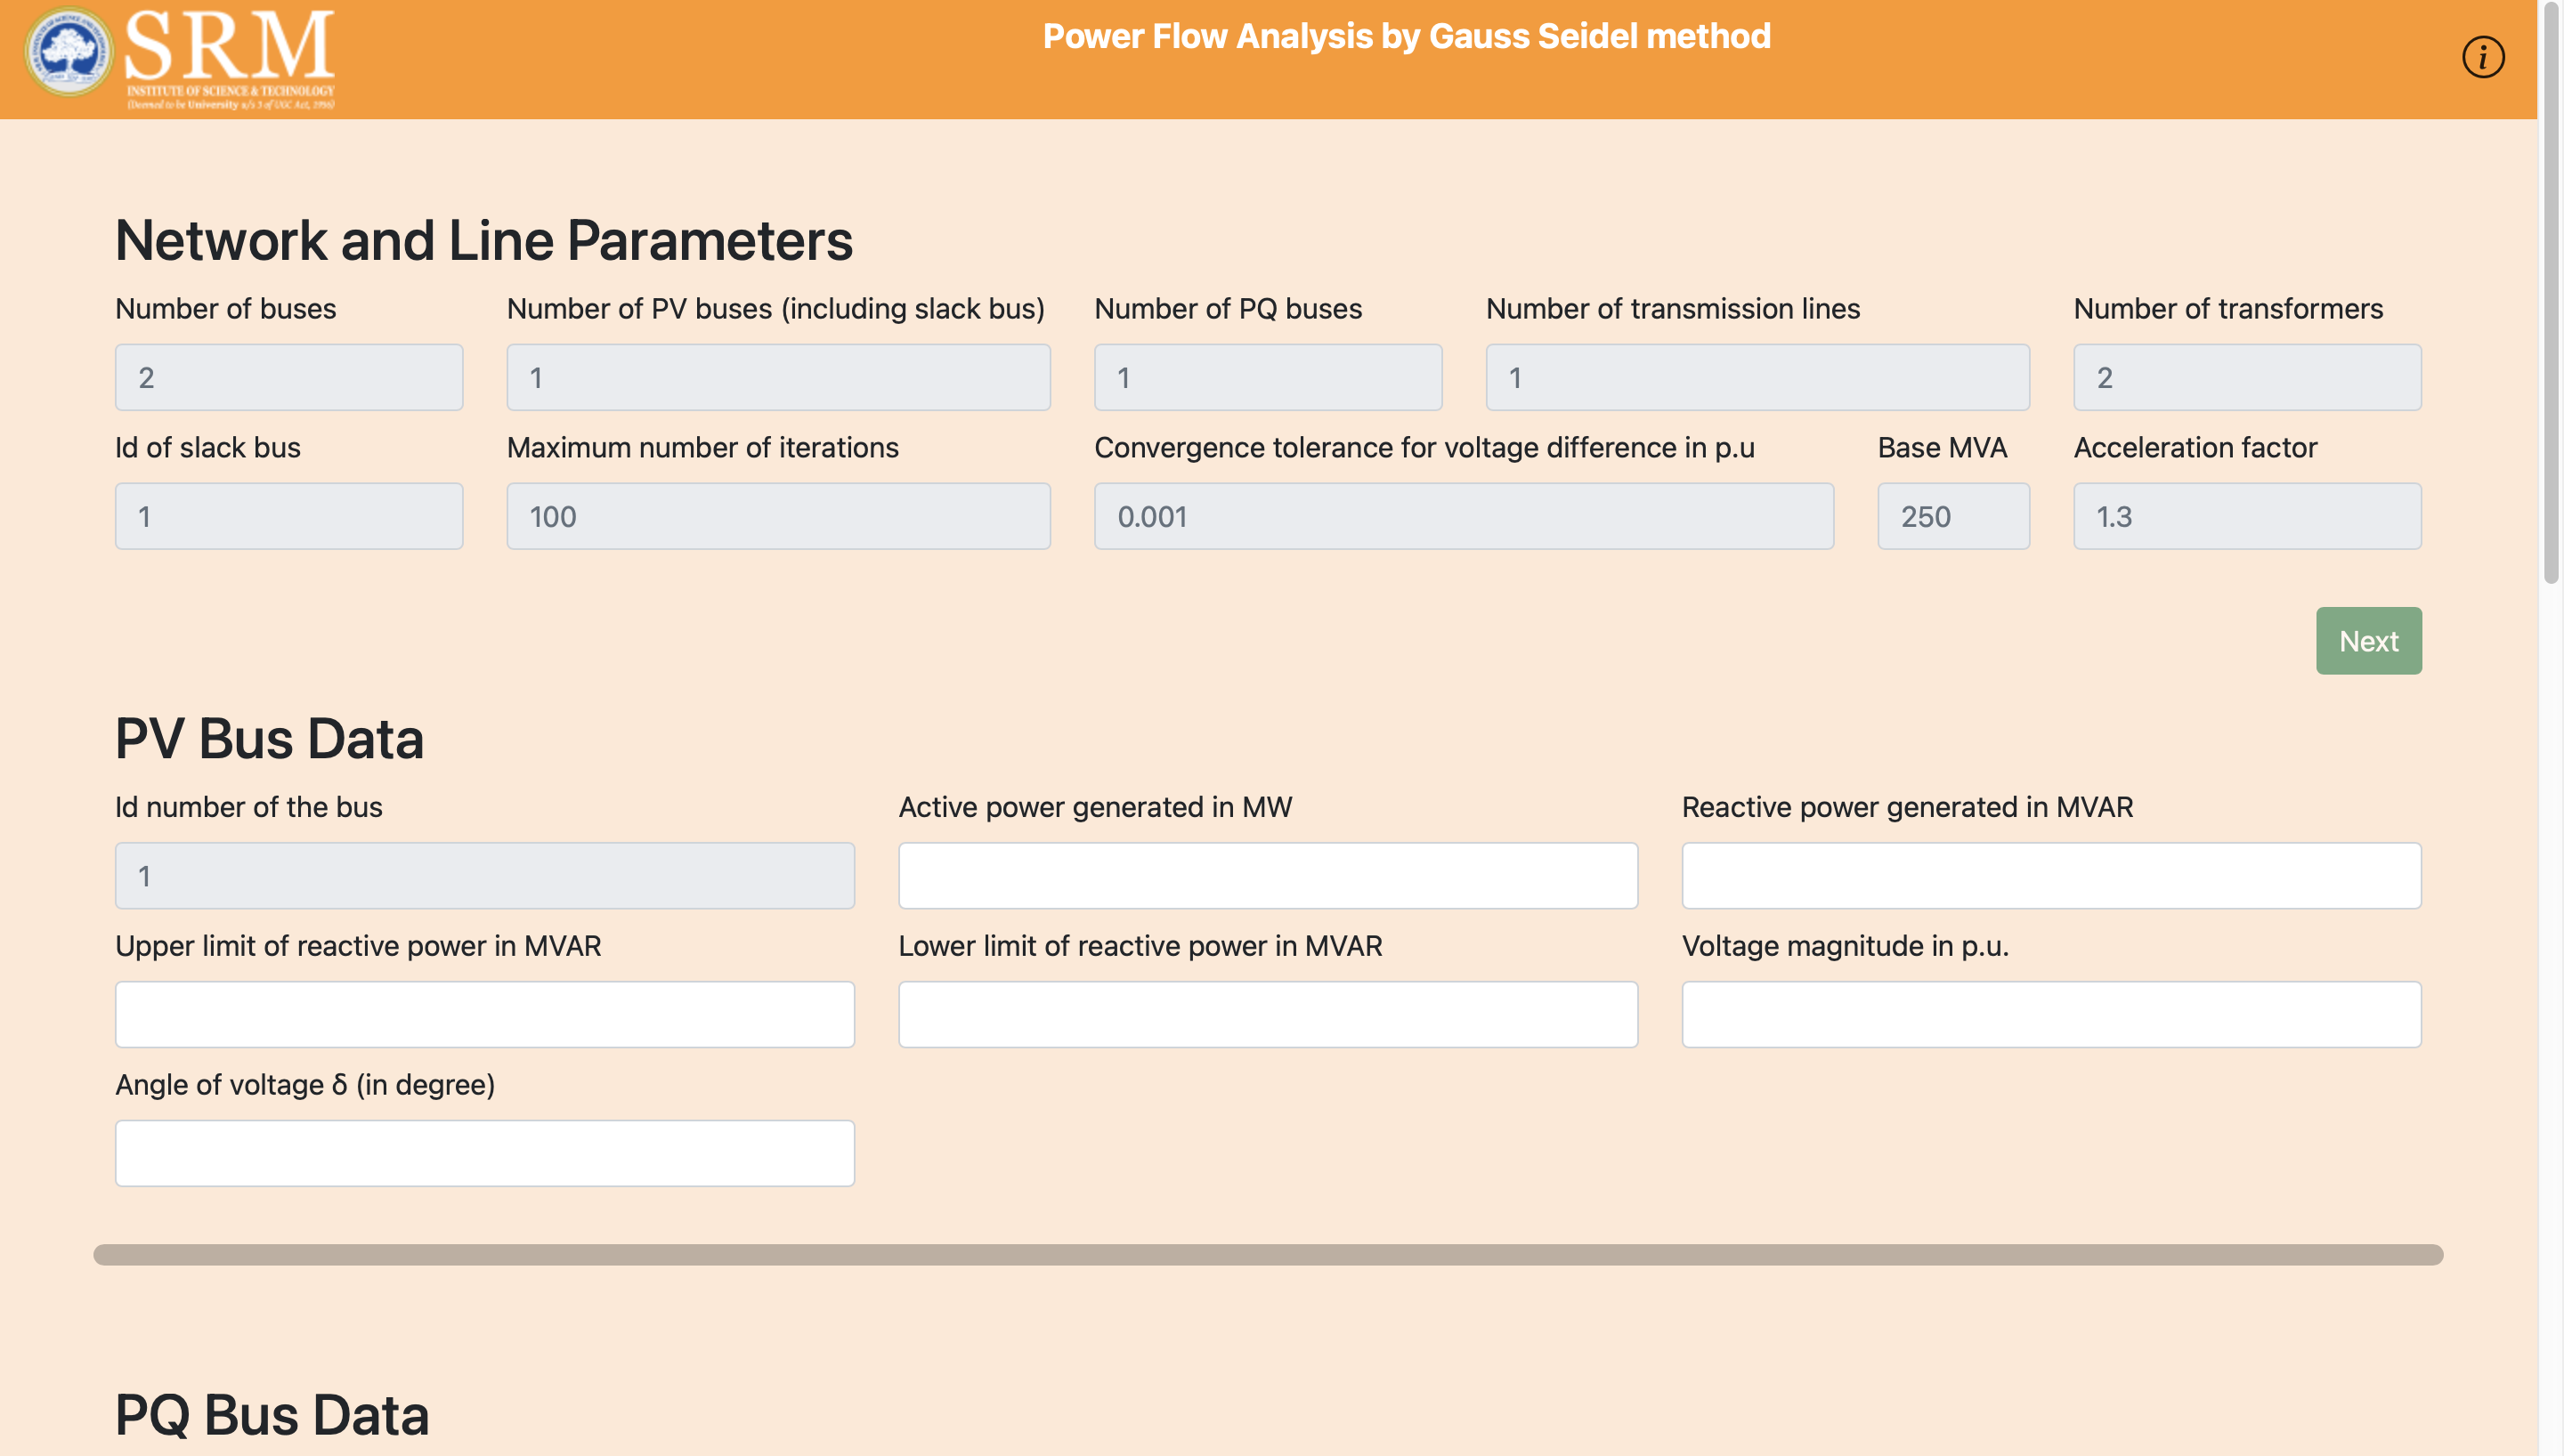 SRM
INSTITUTE OF SCIENCE & TECHNOLOGY
(Deemed to be University u/s 3 of UGC Act, 1956)
Power Flow Analysis by Gauss Seidel method
i
Network and Line Parameters
Number of buses
Number of PV buses (including slack bus)
Number of PQ buses
Number of transmission lines
Number of transformers
2
1
1
1
2
Id of slack bus
Maximum number of iterations
Convergence tolerance for voltage difference in p.u
Base MVA
Acceleration factor
1
100
0.001
250
1.3
Next
PV Bus Data
Id number of the bus
Active power generated in MW
Reactive power generated in MVAR
1
Upper limit of reactive power in MVAR
Lower limit of reactive power in MVAR
Voltage magnitude in p.u.
Angle of voltage δ (in degree)
PQ Bus Data